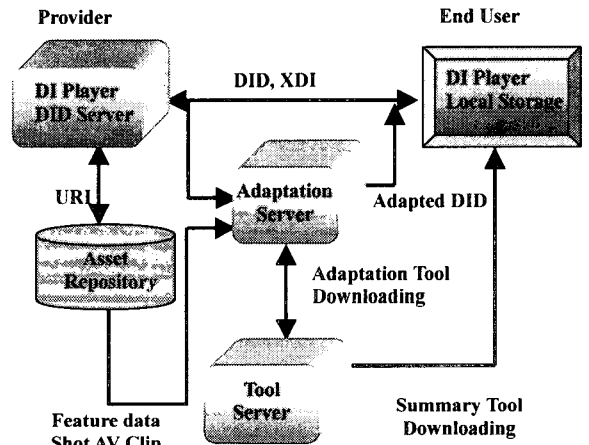 Provider
End User
DI Player
DID Server
DID, XDI
DI Player
Local Storage
URL
Adaptation
Server
Adapted DID
Asset
Repository
Adaptation Tool
Downloading
Tool
Server
Feature data
Shot AV Clip
Summary Tool
Downloading